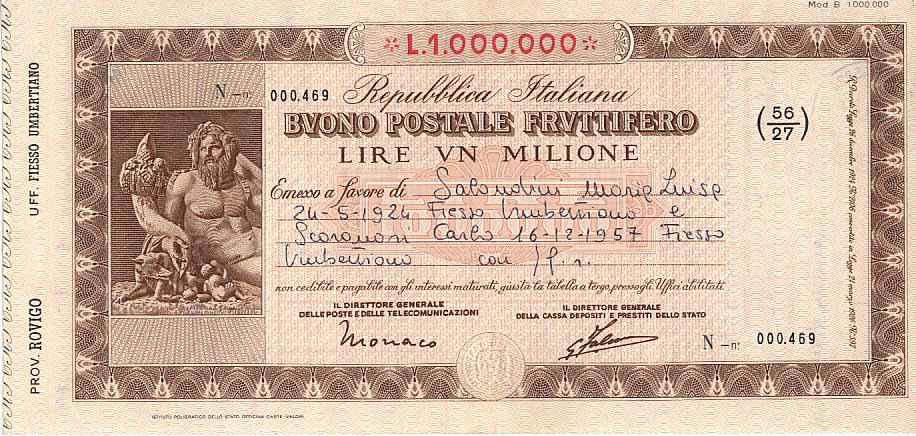 Mod. B 1.000.000
* L.1.000.000 *
N —n: 000.469
Repubblica Italiana
BVONO POSTALE FRVTTIFERO
LIRE VN MILIONE
(56/27)
Emesso a favore di Maria Luisa
24-5-1924 Fiesso Umbertiano e
Carlo 16-12-1957 Fiesso
Umbertiano con p.f.r.
non cedibile e pagabile con gli interessi maturati, giusta la tabella a tergo, presso gli Uffici abilitati
IL DIRETTORE GENERALE
DELLE POSTE E DELLE TELECOMUNICAZIONI
Monaco
IL DIRETTORE GENERALE
DELLA CASSA DEPOSITI E PRESTITI DELLO STATO
N —n: 000.469
ISTITUTO POLIGRAFICO DELLO STATO OFFICINA CARTE-VALORI
UFF. FIESSO UMBERTIANO
PROV. ROVIGO